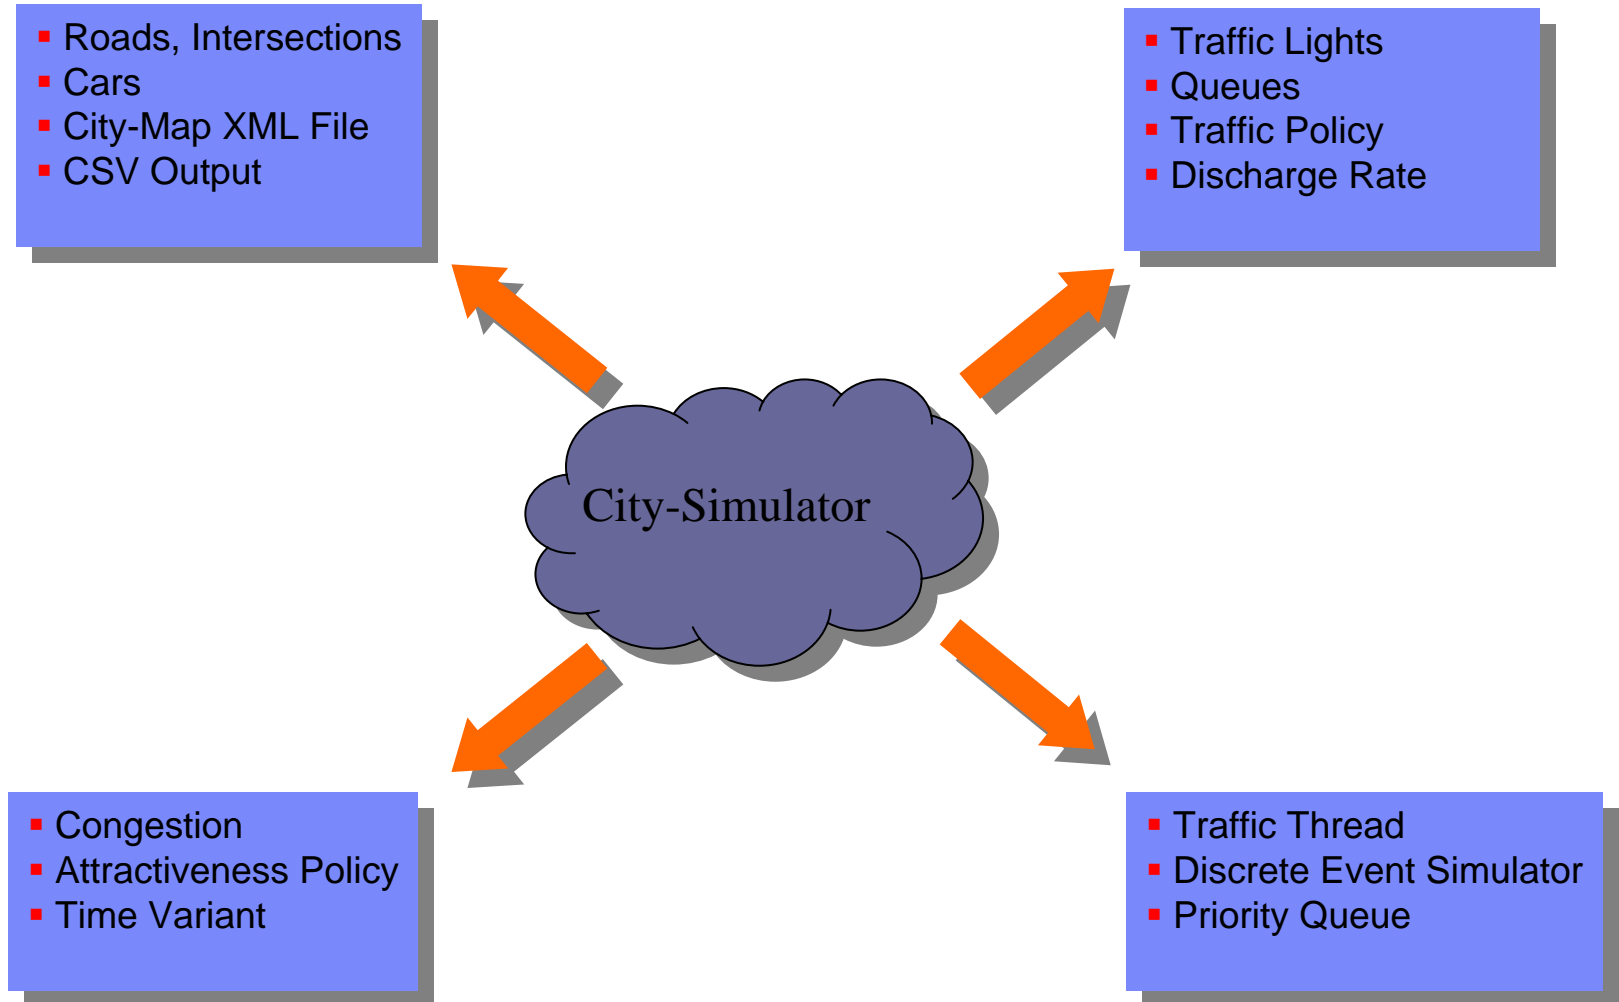 ▪ Roads, Intersections
▪ Cars
▪ City-Map XML File
▪ CSV Output
▪ Traffic Lights
▪ Queues
▪ Traffic Policy
▪ Discharge Rate
City-Simulator
▪ Congestion
▪ Attractiveness Policy
▪ Time Variant
▪ Traffic Thread
▪ Discrete Event Simulator
▪ Priority Queue